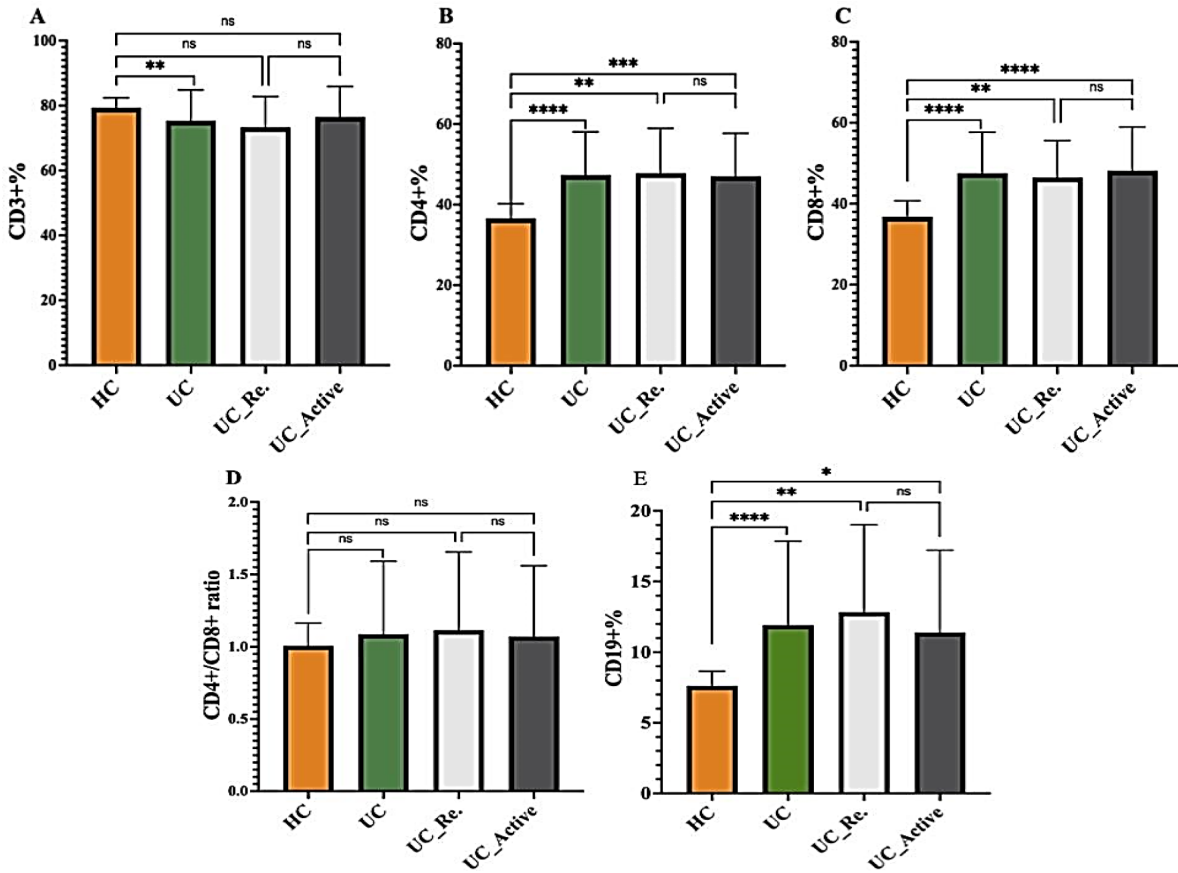 A
ns
ns
ns
**
CD3+%
100
80
60
40
20
0
HC
UC
UC_Re.
UC_Active
B
***
**
ns
****
CD4+%
80
60
40
20
0
HC
UC
UC_Re.
UC_Active
C
****
**
ns
****
CD8+%
80
60
40
20
0
HC
UC
UC_Re.
UC_Active
D
ns
ns
ns
ns
CD4+/CD8+ ratio
2.0
1.5
1.0
0.5
0.0
HC
UC
UC_Re.
UC_Active
E
*
**
ns
****
CD19+%
20
15
10
5
0
HC
UC
UC_Re.
UC_Active